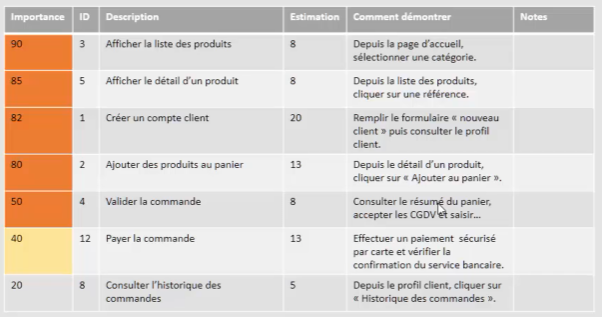 Importance ID Description Estimation Comment démontrer Notes
90 3 Afficher la liste des produits 8 Depuis la page d'accueil,
sélectionner une catégorie.
85 5 Afficher le détail d'un produit 8 Depuis la liste des produits,
cliquer sur une référence.
82 1 Créer un compte client 20 Remplir le formulaire « nouveau
client » puis consulter le profil
client.
80 2 Ajouter des produits au panier 13 Depuis le détail d'un produit,
cliquer sur « Ajouter au panier ».
50 4 Valider la commande 8 Consulter le résumé du panier,
accepter les CGDV et saisir...
40 12 Payer la commande 13 Effectuer un paiement sécurisé
par carte et vérifier la
confirmation du service bancaire.
20 8 Consulter l'historique des 5 Depuis le profil client, cliquer sur
commandes « Historique des commandes ».